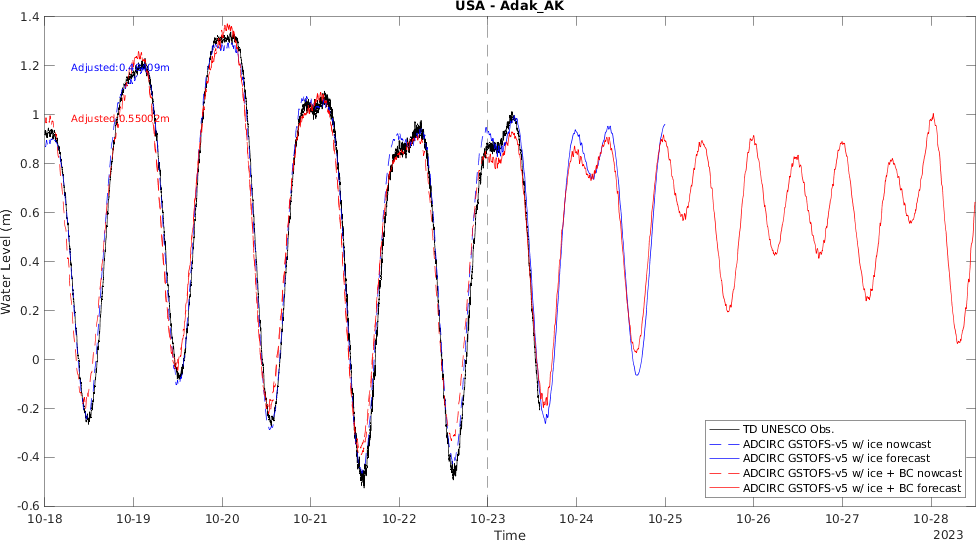 USA - Adak_AK
1.4
1.2
1
0.8
0.6
0.4
0.2
0
-0.2
-0.4
-0.6
Water Level (m)
Adjusted:0.55002m
TD UNESCO Obs.
ADCIRC GSTOFS-v5 w/ ice nowcast
ADCIRC GSTOFS-v5 w/ ice forecast
ADCIRC GSTOFS-v5 w/ ice + BC nowcast
ADCIRC GSTOFS-v5 w/ ice + BC forecast
10-18 10-19 10-20 10-21 10-22 10-23 10-24 10-25 10-26 10-27 10-28
Time
2023